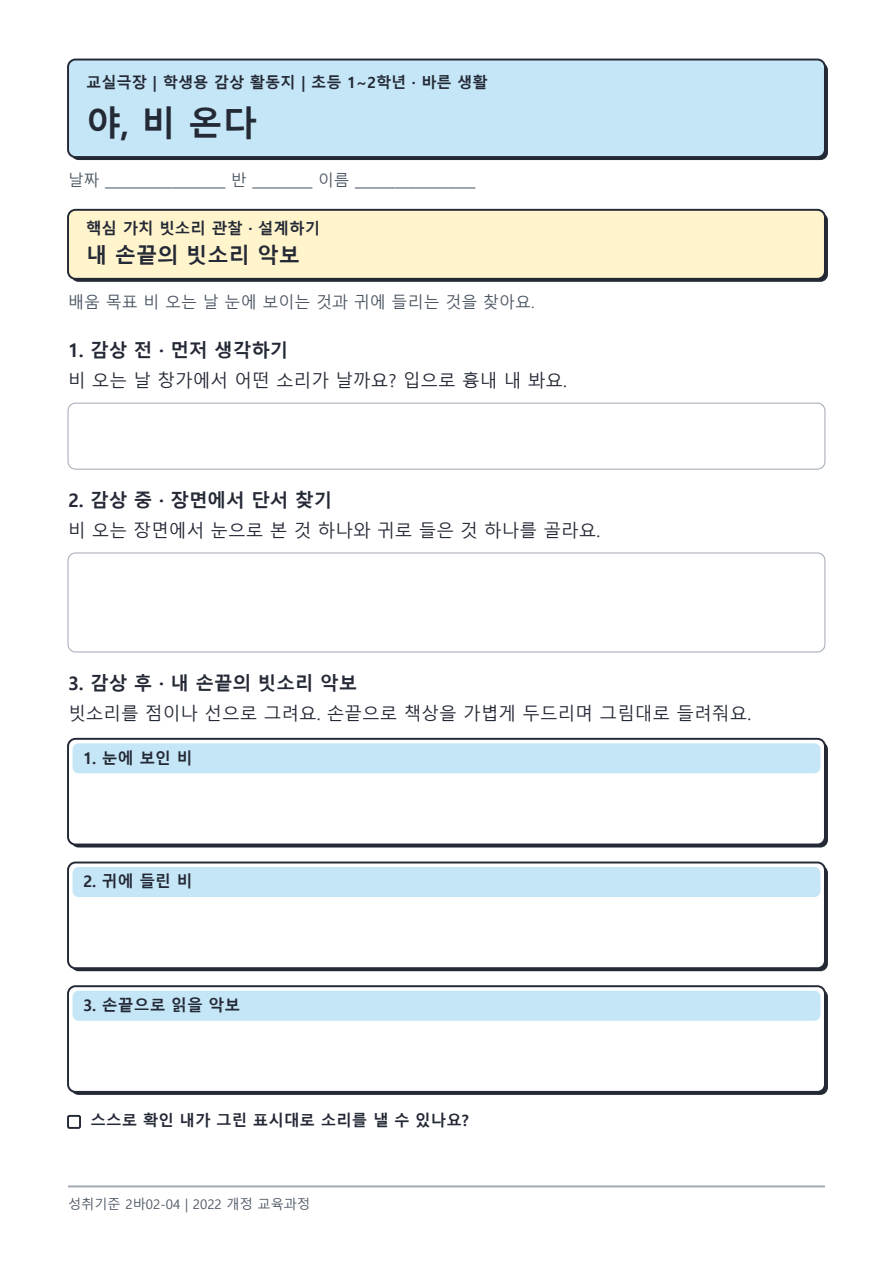 교실극장 | 학생용 감상 활동지 | 초등 1~2학년 · 바른 생활
야, 비 온다
날짜 _______________ 반 _______ 이름 _______________
핵심 가치 빗소리 관찰 · 설계하기
내 손끝의 빗소리 악보
배움 목표 비 오는 날 눈에 보이는 것과 귀에 들리는 것을 찾아요.
1. 감상 전 · 먼저 생각하기
비 오는 날 창가에서 어떤 소리가 날까요? 입으로 흉내 내 봐요.
2. 감상 중 · 장면에서 단서 찾기
비 오는 장면에서 눈으로 본 것 하나와 귀로 들은 것 하나를 골라요.
3. 감상 후 · 내 손끝의 빗소리 악보
빗소리를 점이나 선으로 그려요. 손끝으로 책상을 가볍게 두드리며 그림대로 들려줘요.
1. 눈에 보인 비
2. 귀에 들린 비
3. 손끝으로 읽을 악보
스스로 확인 내가 그린 표시대로 소리를 낼 수 있나요?
성취기준 2바02-04 | 2022 개정 교육과정